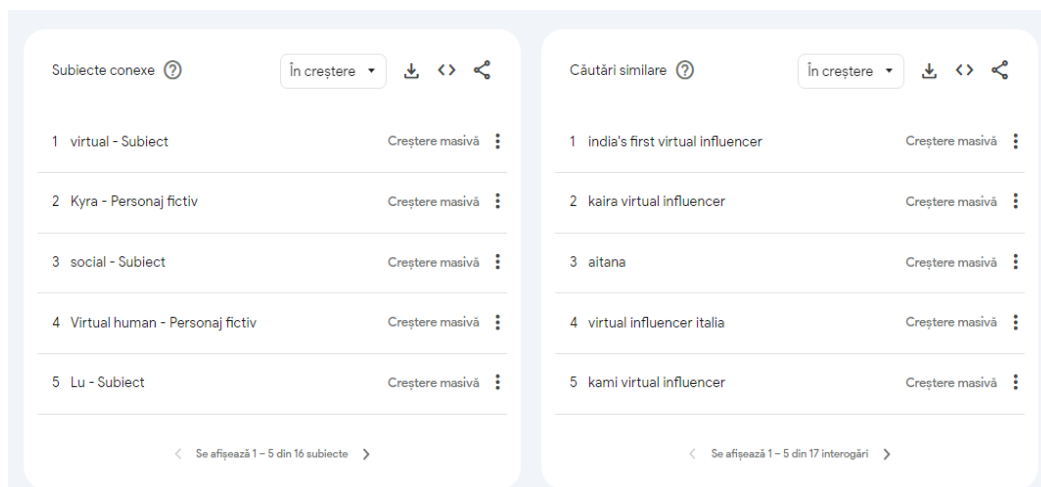 Subiecte conexe
În creștere
1 virtual - Subiect Creștere masivă
2 Kyra - Personaj fictiv Creștere masivă
3 social - Subiect Creștere masivă
4 Virtual human - Personaj fictiv Creștere masivă
5 Lu - Subiect Creștere masivă
Se afișează 1 – 5 din 16 subiecte
Căutări similare
În creștere
1 india's first virtual influencer Creștere masivă
2 kaira virtual influencer Creștere masivă
3 aitana Creștere masivă
4 virtual influencer italia Creștere masivă
5 kami virtual influencer Creștere masivă
Se afișează 1 – 5 din 17 interogări